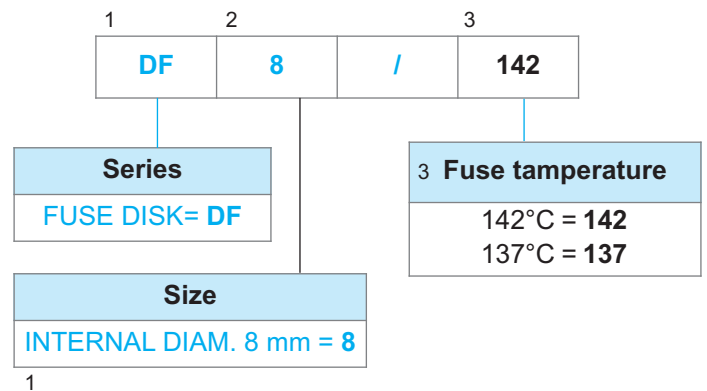 1 2 3
DF 8 / 142
Series
FUSE DISK= DF
3 Fuse tamperature
142°C = 142
137°C = 137
Size
INTERNAL DIAM. 8 mm = 8
1